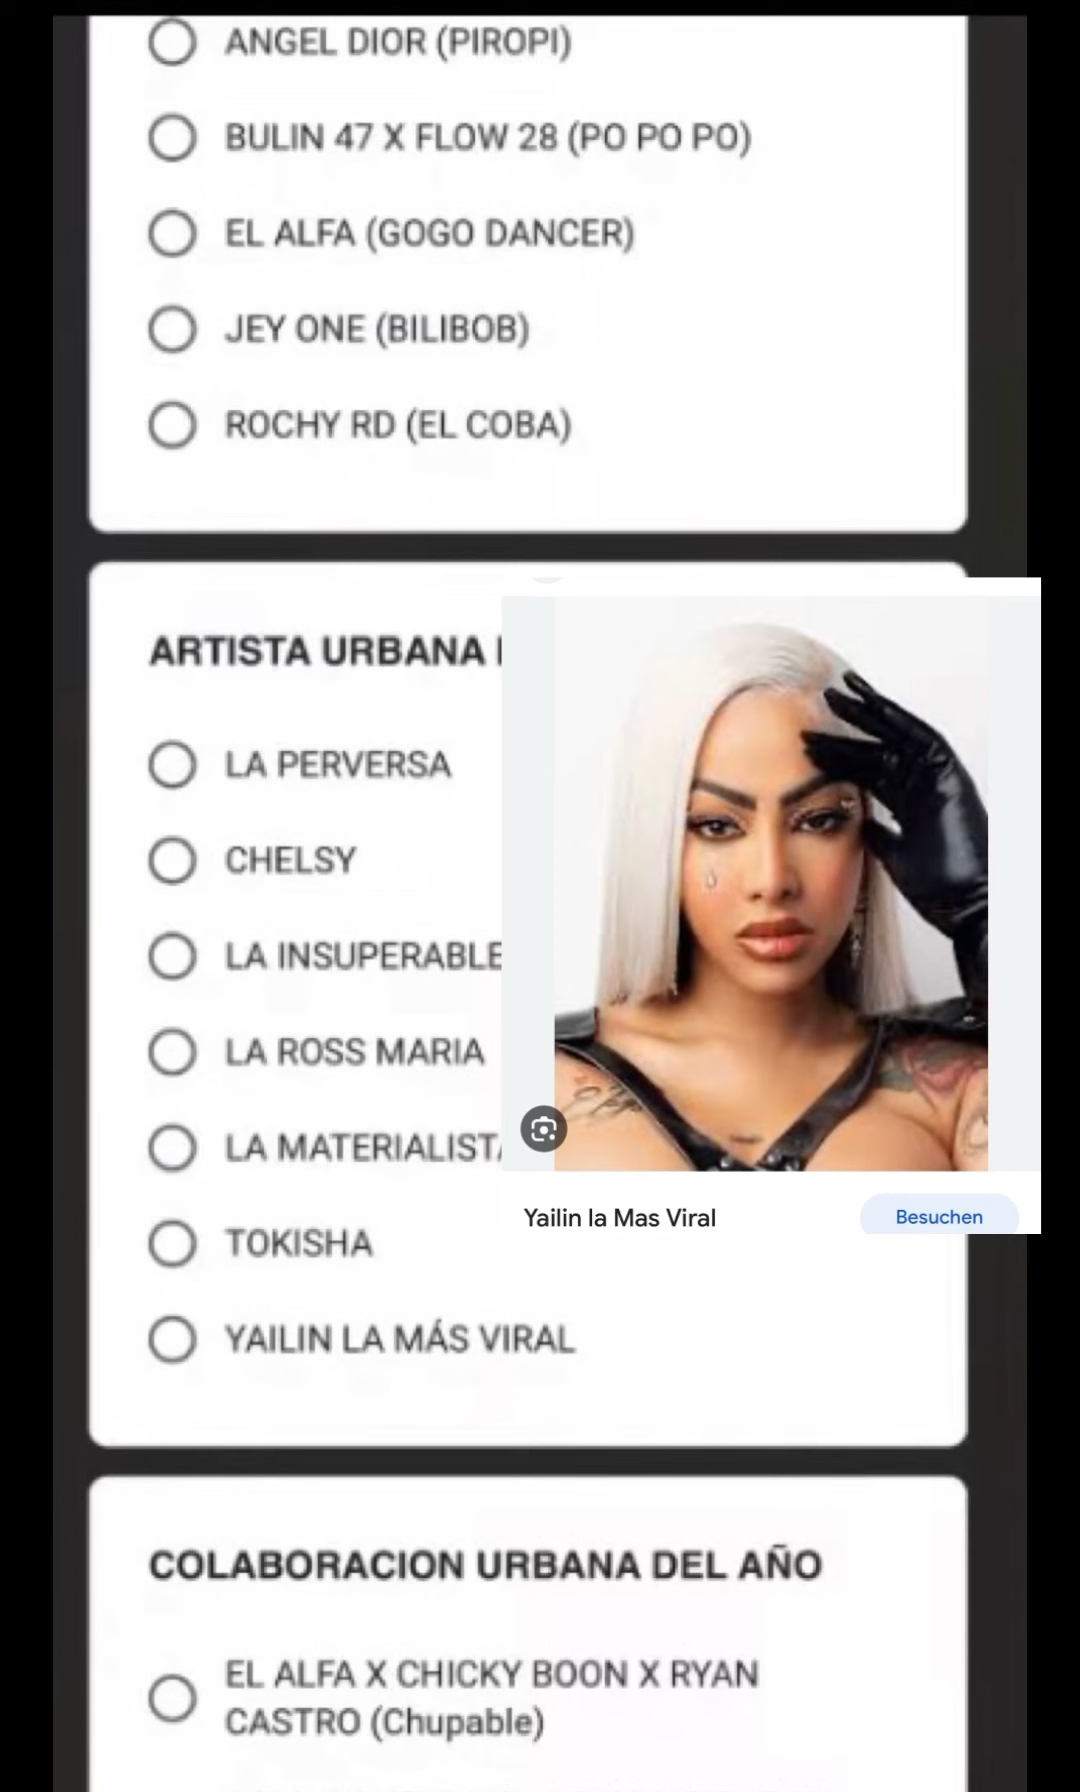 ANGEL DIOR (PIROPI)
BULIN 47 X FLOW 28 (PO PO PO)
EL ALFA (GOGO DANCER)
JEY ONE (BILIBOB)
ROCHY RD (EL COBA)
ARTISTA URBANA
LA PERVERSA
CHELSY
LA INSUPERABLE
LA ROSS MARIA
LA MATERIALISTA
TOKISHA
YAILIN LA MÁS VIRAL
Yailin la Mas Viral
Besuchen
COLABORACION URBANA DEL AÑO
EL ALFA X CHICKY BOON X RYAN
CASTRO (Chupable)